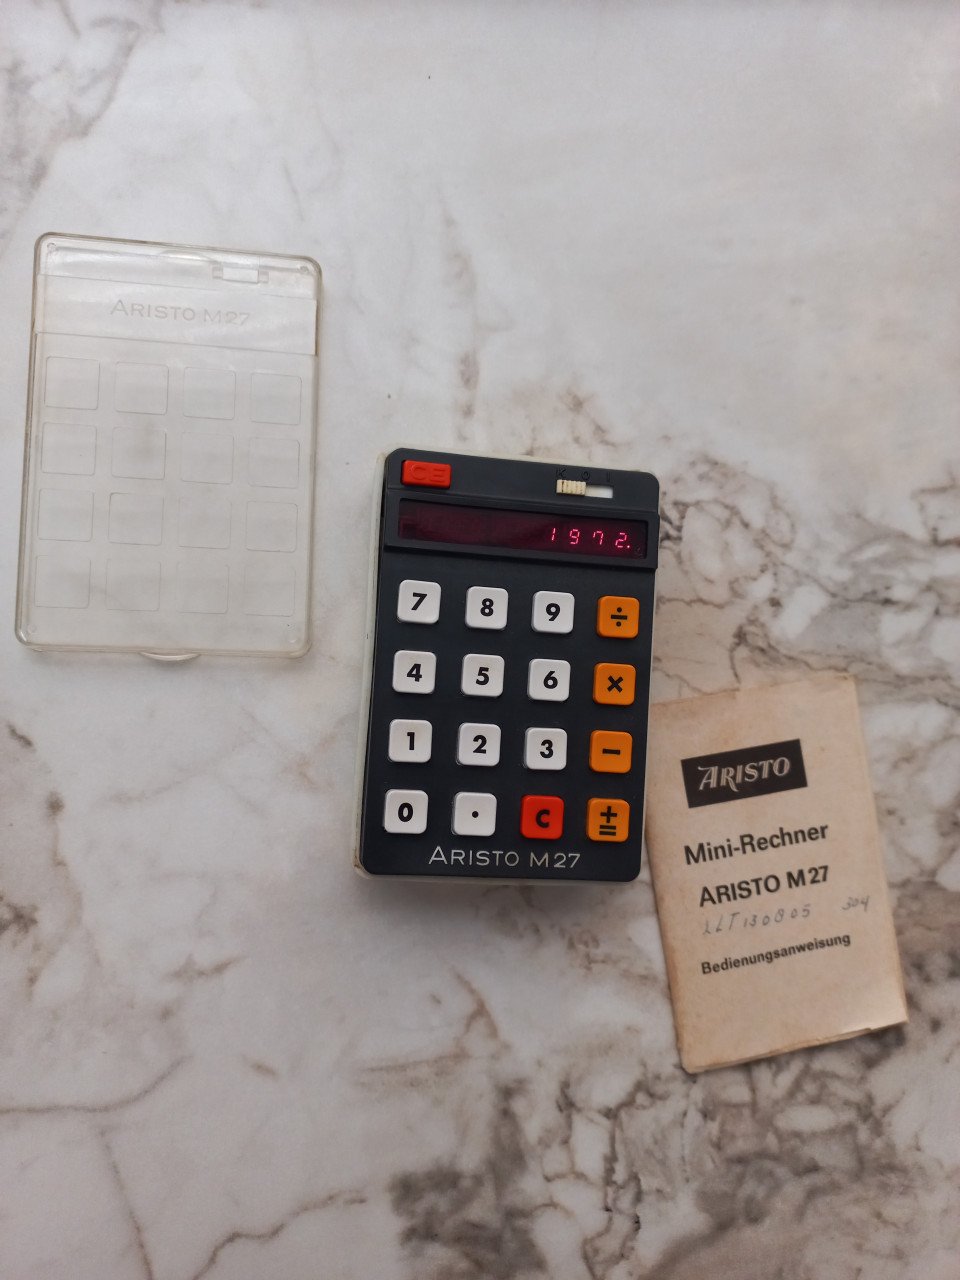 ARISTO M27
CE
K 0 I
1972.
7 8 9 ÷
4 5 6 ×
1 2 3 −
0 . C ±=
ARISTO M27
ARISTO
Mini-Rechner
ARISTO M27
LLT130805 304
Bedienungsanweisung